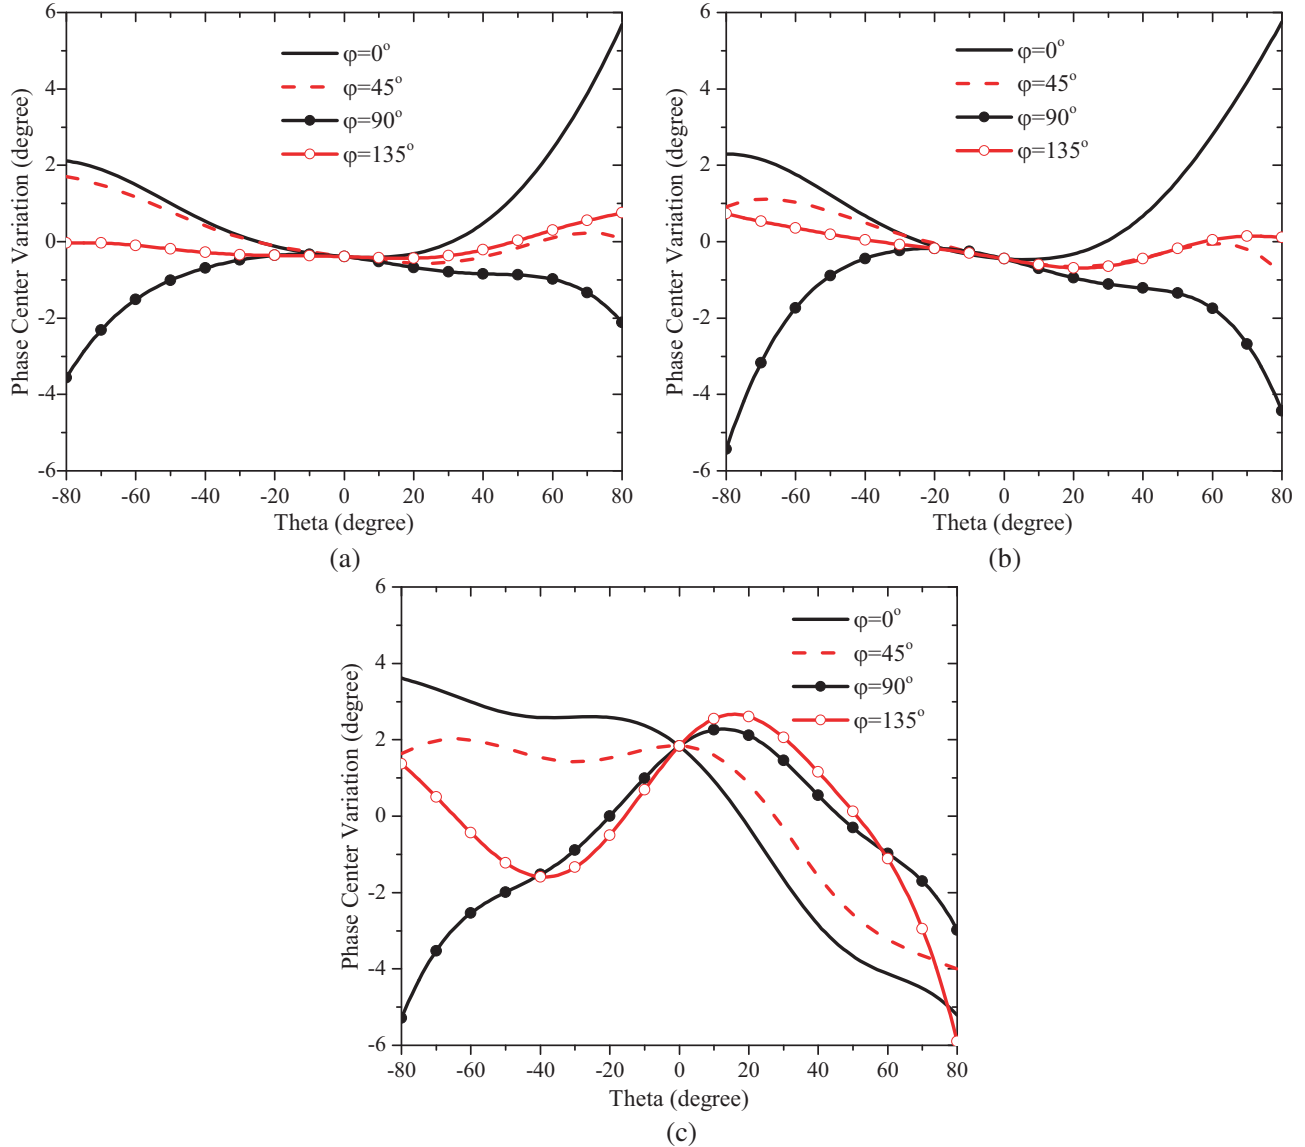 6
4
2
0
-2
-4
-6
Phase Center Variation (degree)
-80 -60 -40 -20 0 20 40 60 80
Theta (degree)
φ=0°
φ=45°
φ=90°
φ=135°
(a)
6
4
2
0
-2
-4
-6
Phase Center Variation (degree)
-80 -60 -40 -20 0 20 40 60 80
Theta (degree)
φ=0°
φ=45°
φ=90°
φ=135°
(b)
6
4
2
0
-2
-4
-6
Phase Center Variation (degree)
-80 -60 -40 -20 0 20 40 60 80
Theta (degree)
φ=0°
φ=45°
φ=90°
φ=135°
(c)